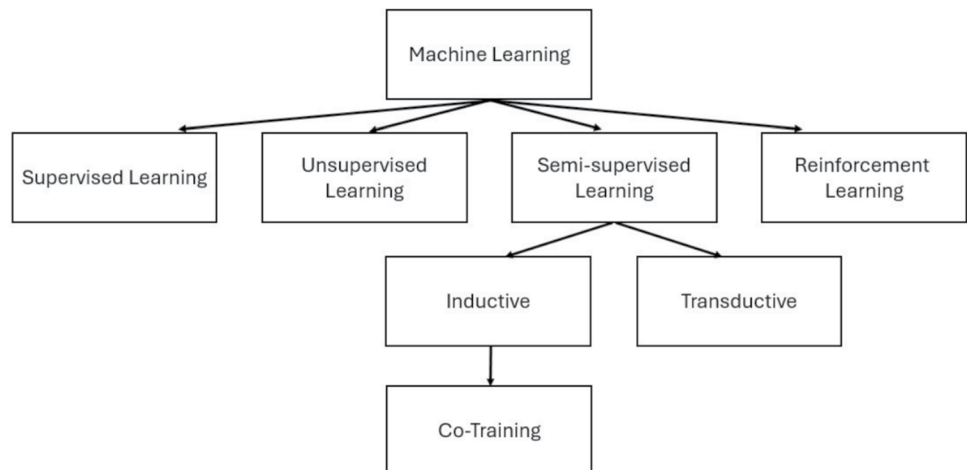 Machine Learning
Supervised Learning
Unsupervised
Learning
Semi-supervised
Learning
Reinforcement
Learning
Inductive
Transductive
Co-Training